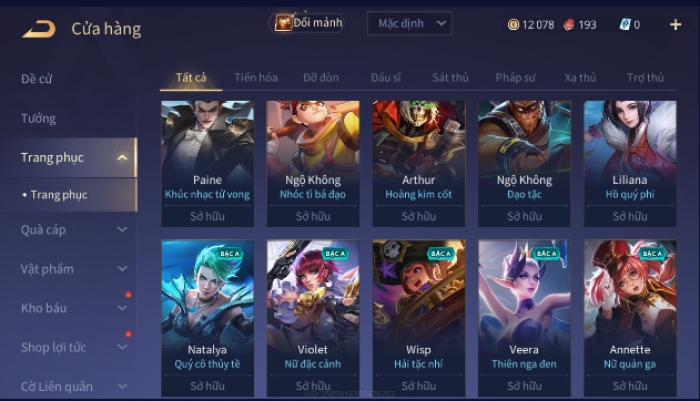 Cửa hàng
Đổi mảnh
Mặc định
12 078
193
0
+
Đề cử
Tướng
Trang phục
• Trang phục
Quà cáp
Vật phẩm
Kho báu
Shop lợi tức
Cờ Liên quân
Tất cả
Tiến hóa
Đỡ đòn
Đấu sĩ
Sát thủ
Pháp sư
Xạ thủ
Trợ thủ
Paine
Khúc nhạc tử vong
Sở hữu
Ngộ Không
Nhóc tì bá đạo
Sở hữu
Arthur
Hoàng kim cốt
Sở hữu
Ngộ Không
Đạo tặc
Sở hữu
Liliana
Hồ quý phi
Sở hữu
BẬC A
Natalya
Quý cô thủy tề
Sở hữu
BẬC A
Violet
Nữ đặc cảnh
Sở hữu
BẬC A
Wisp
Hải tặc nhí
Sở hữu
BẬC A
Veera
Thiên nga đen
Sở hữu
BẬC A
Annette
Nữ quản ga
Sở hữu